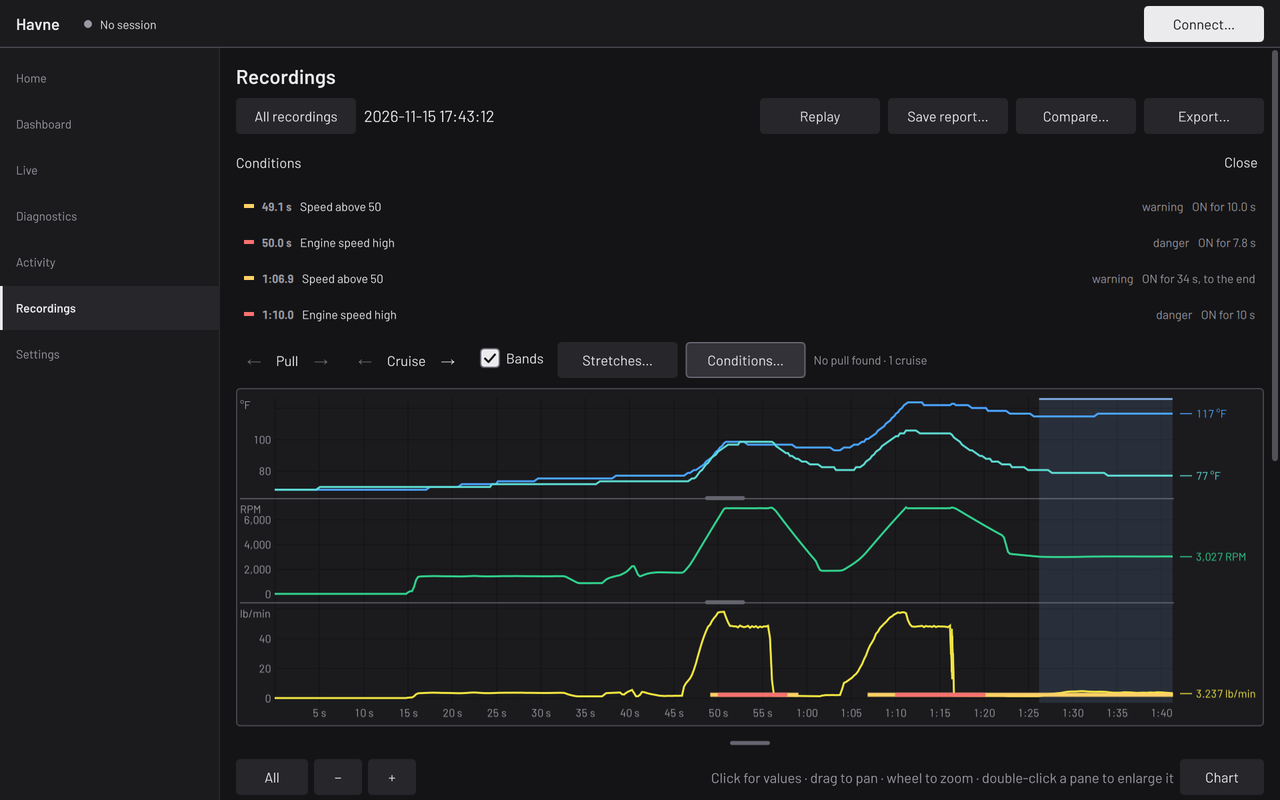 Havne
No session
Connect...
Home
Dashboard
Live
Diagnostics
Activity
Recordings
Settings
Recordings
All recordings
2026-11-15 17:43:12
Replay
Save report...
Compare...
Export...
Conditions
Close
49.1 s Speed above 50 warning ON for 10.0 s
50.0 s Engine speed high danger ON for 7.8 s
1:06.9 Speed above 50 warning ON for 34 s, to the end
1:10.0 Engine speed high danger ON for 10 s
← Pull → ← Cruise → Bands Stretches... Conditions... No pull found · 1 cruise
°F
100
80
117 °F
77 °F
RPM
6,000
4,000
2,000
0
3,027 RPM
lb/min
40
20
0
3.237 lb/min
5 s 10 s 15 s 20 s 25 s 30 s 35 s 40 s 45 s 50 s 55 s 1:00 1:05 1:10 1:15 1:20 1:25 1:30 1:35 1:40
All − + Click for values · drag to pan · wheel to zoom · double-click a pane to enlarge it Chart